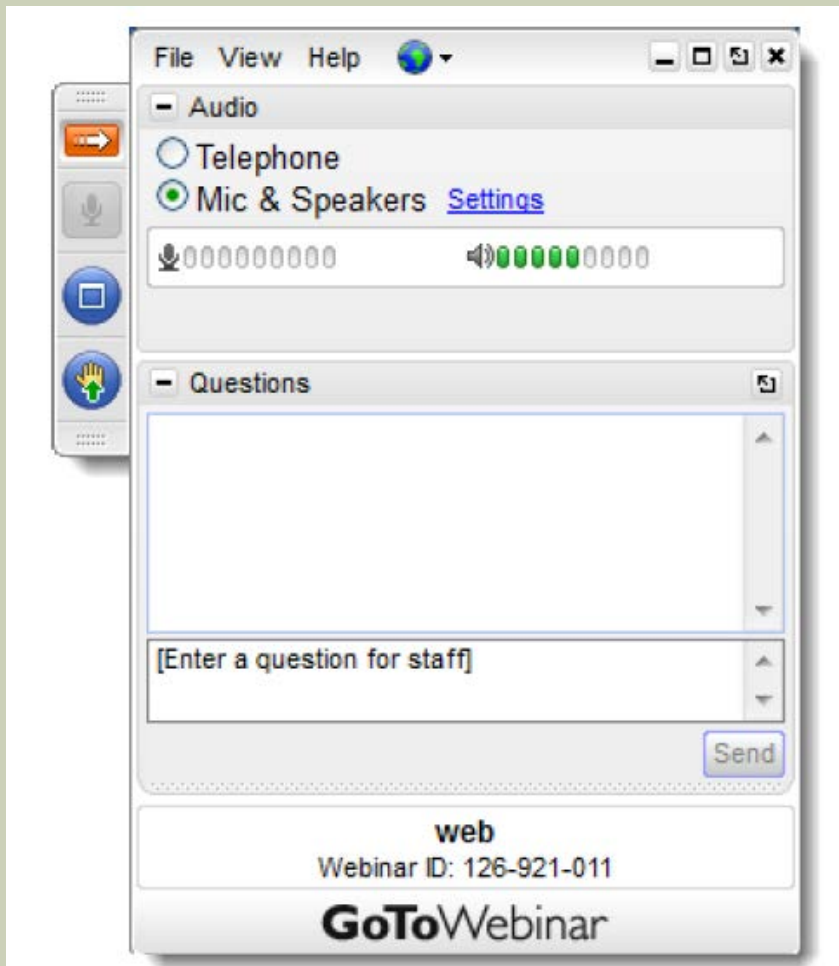 File View Help
Audio
Telephone
Mic & Speakers Settings
Questions
[Enter a question for staff]
Send
web
Webinar ID: 126-921-011
GoToWebinar